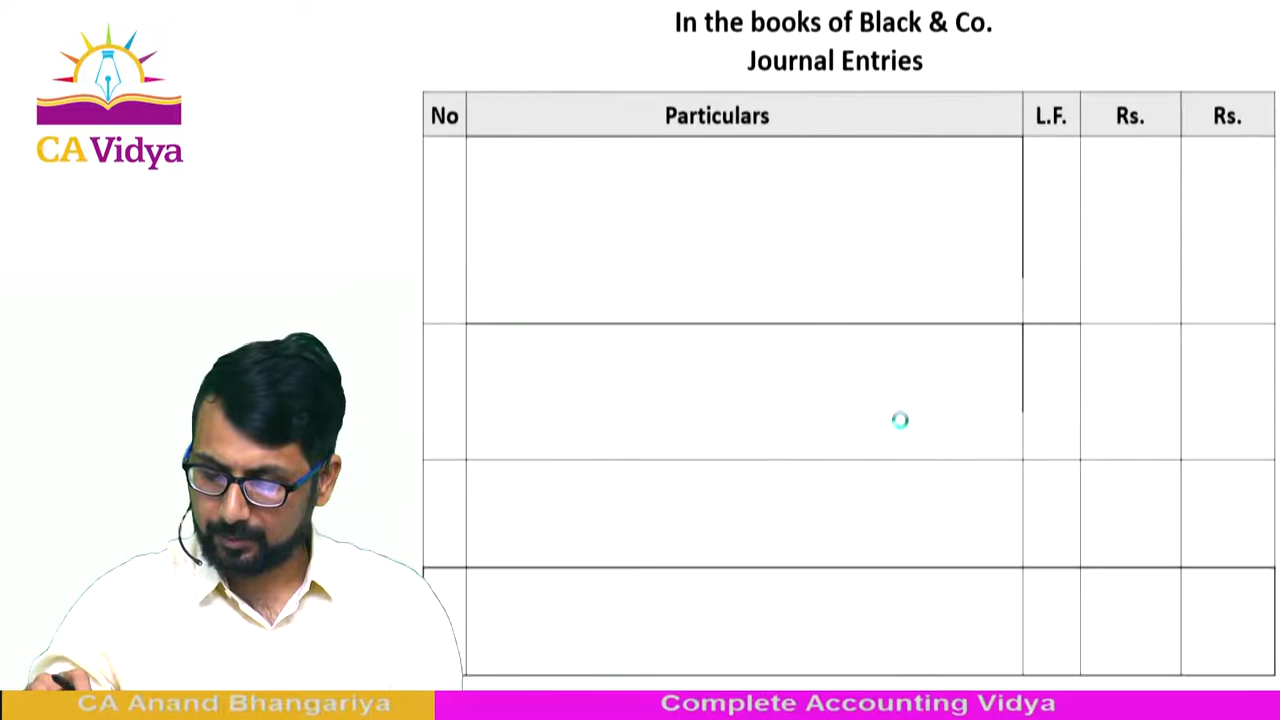 In the books of Black & Co.
Journal Entries
CA Vidya
No Particulars L.F. Rs. Rs.
CA Anand Bhangariya Complete Accounting Vidya